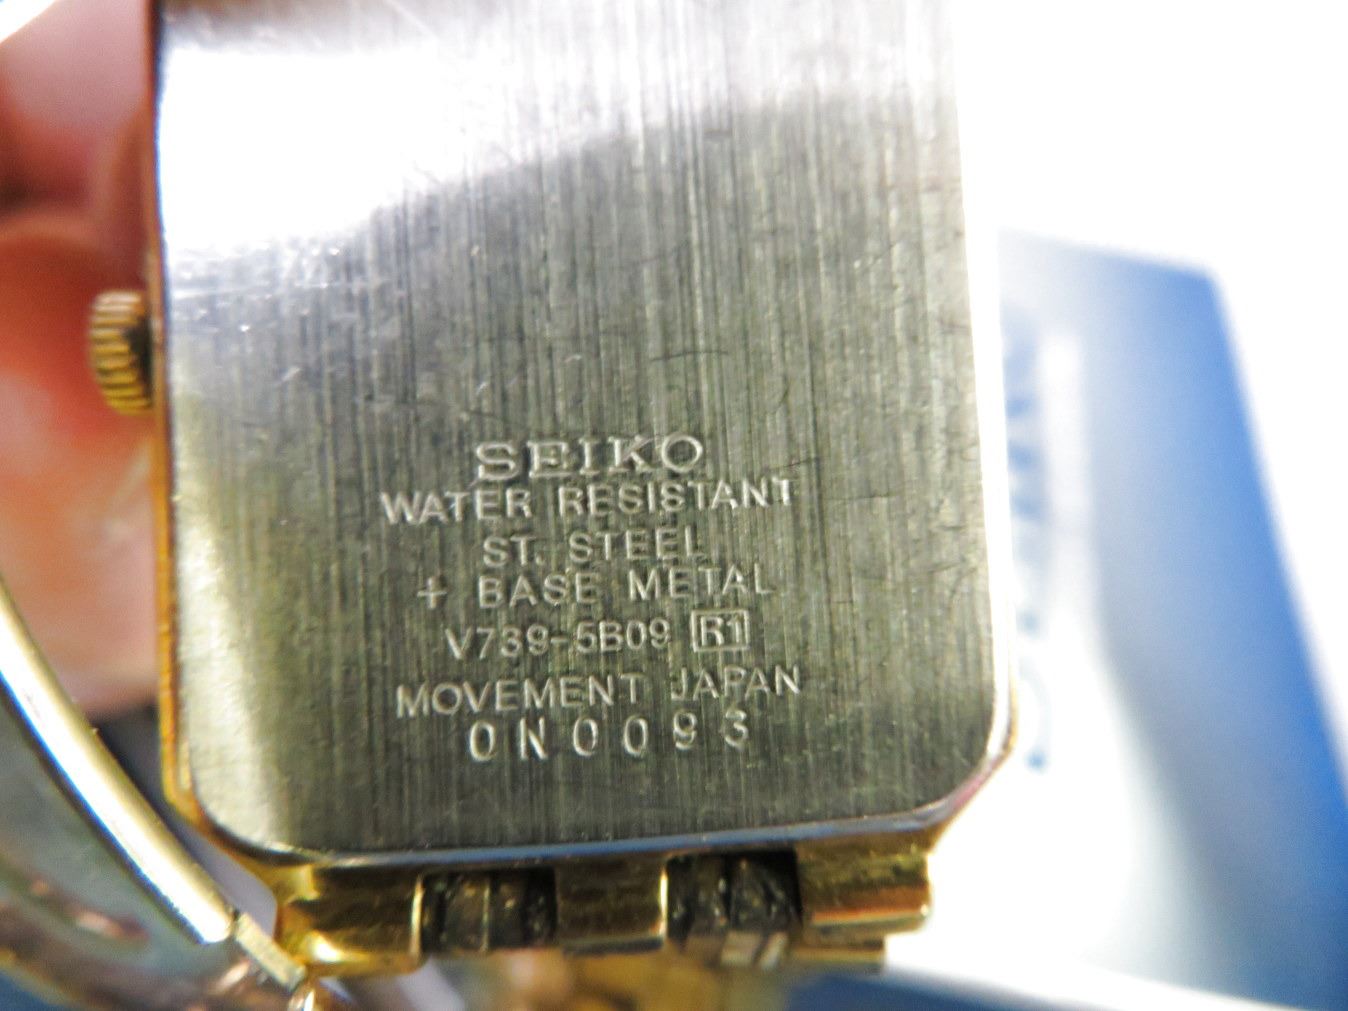 SEIKO
WATER RESISTANT
ST. STEEL
+ BASE METAL
V739-5B09 R1
MOVEMENT JAPAN
0N0093